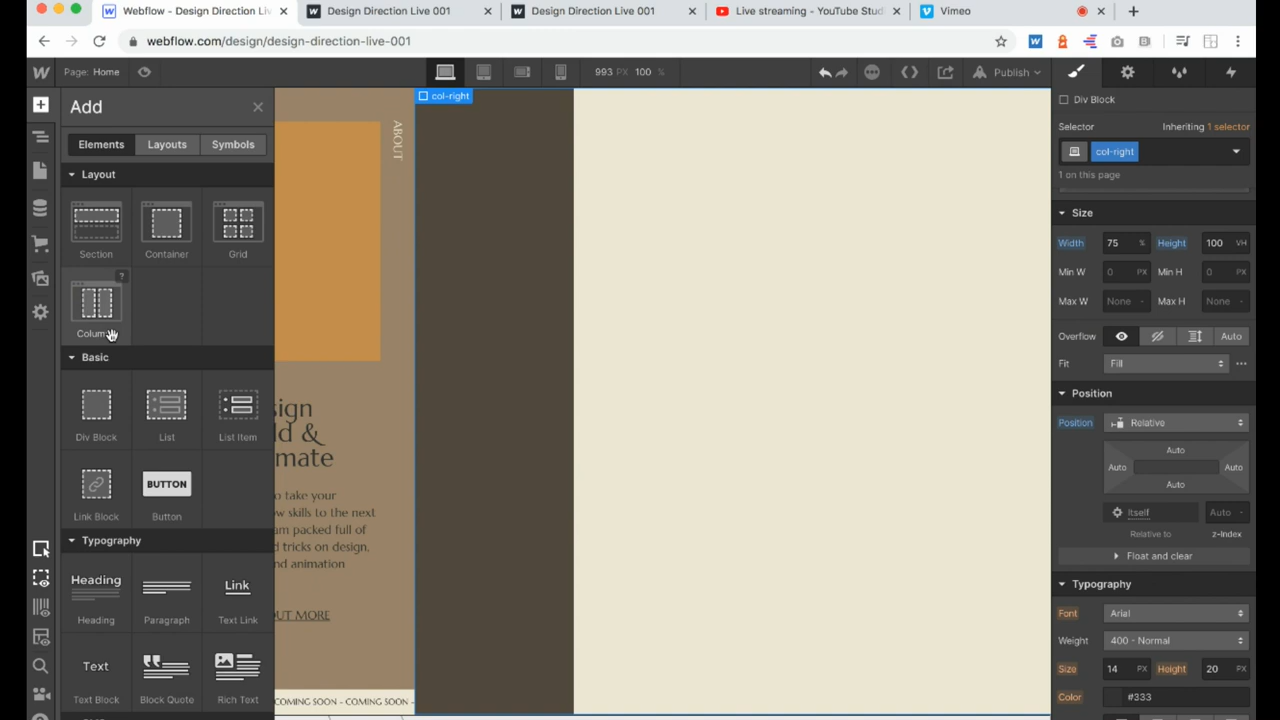 Webflow - Design Direction Liv
Design Direction Live 001
Design Direction Live 001
Live streaming - YouTube Stud
Vimeo
webflow.com/design/design-direction-live-001
Page: Home
993 PX 100 %
Publish
Add
Elements
Layouts
Symbols
Layout
Section
Container
Grid
?
Colum
Basic
Div Block
List
List Item
BUTTON
Link Block
Button
Typography
Heading
Link
Heading
Paragraph
Text Link
Text
Text Block
Block Quote
Rich Text
ABOUT
sign
ld &
mate
o to take your
w skills to the next
am packed full of
d tricks on design,
nd animation
OUT MORE
COMING SOON - COMING SOON -
col-right
Div Block
Selector
Inheriting 1 selector
col-right
1 on this page
Size
Width 75 % Height 100 VH
Min W 0 PX Min H 0 PX
Max W None - Max H None -
Overflow Auto
Fit Fill
Position
Position Relative
Auto
Auto Auto
Auto
Itself Auto -
Relative to z-Index
Float and clear
Typography
Font Arial
Weight 400 - Normal
Size 14 PX Height 20 PX
Color #333